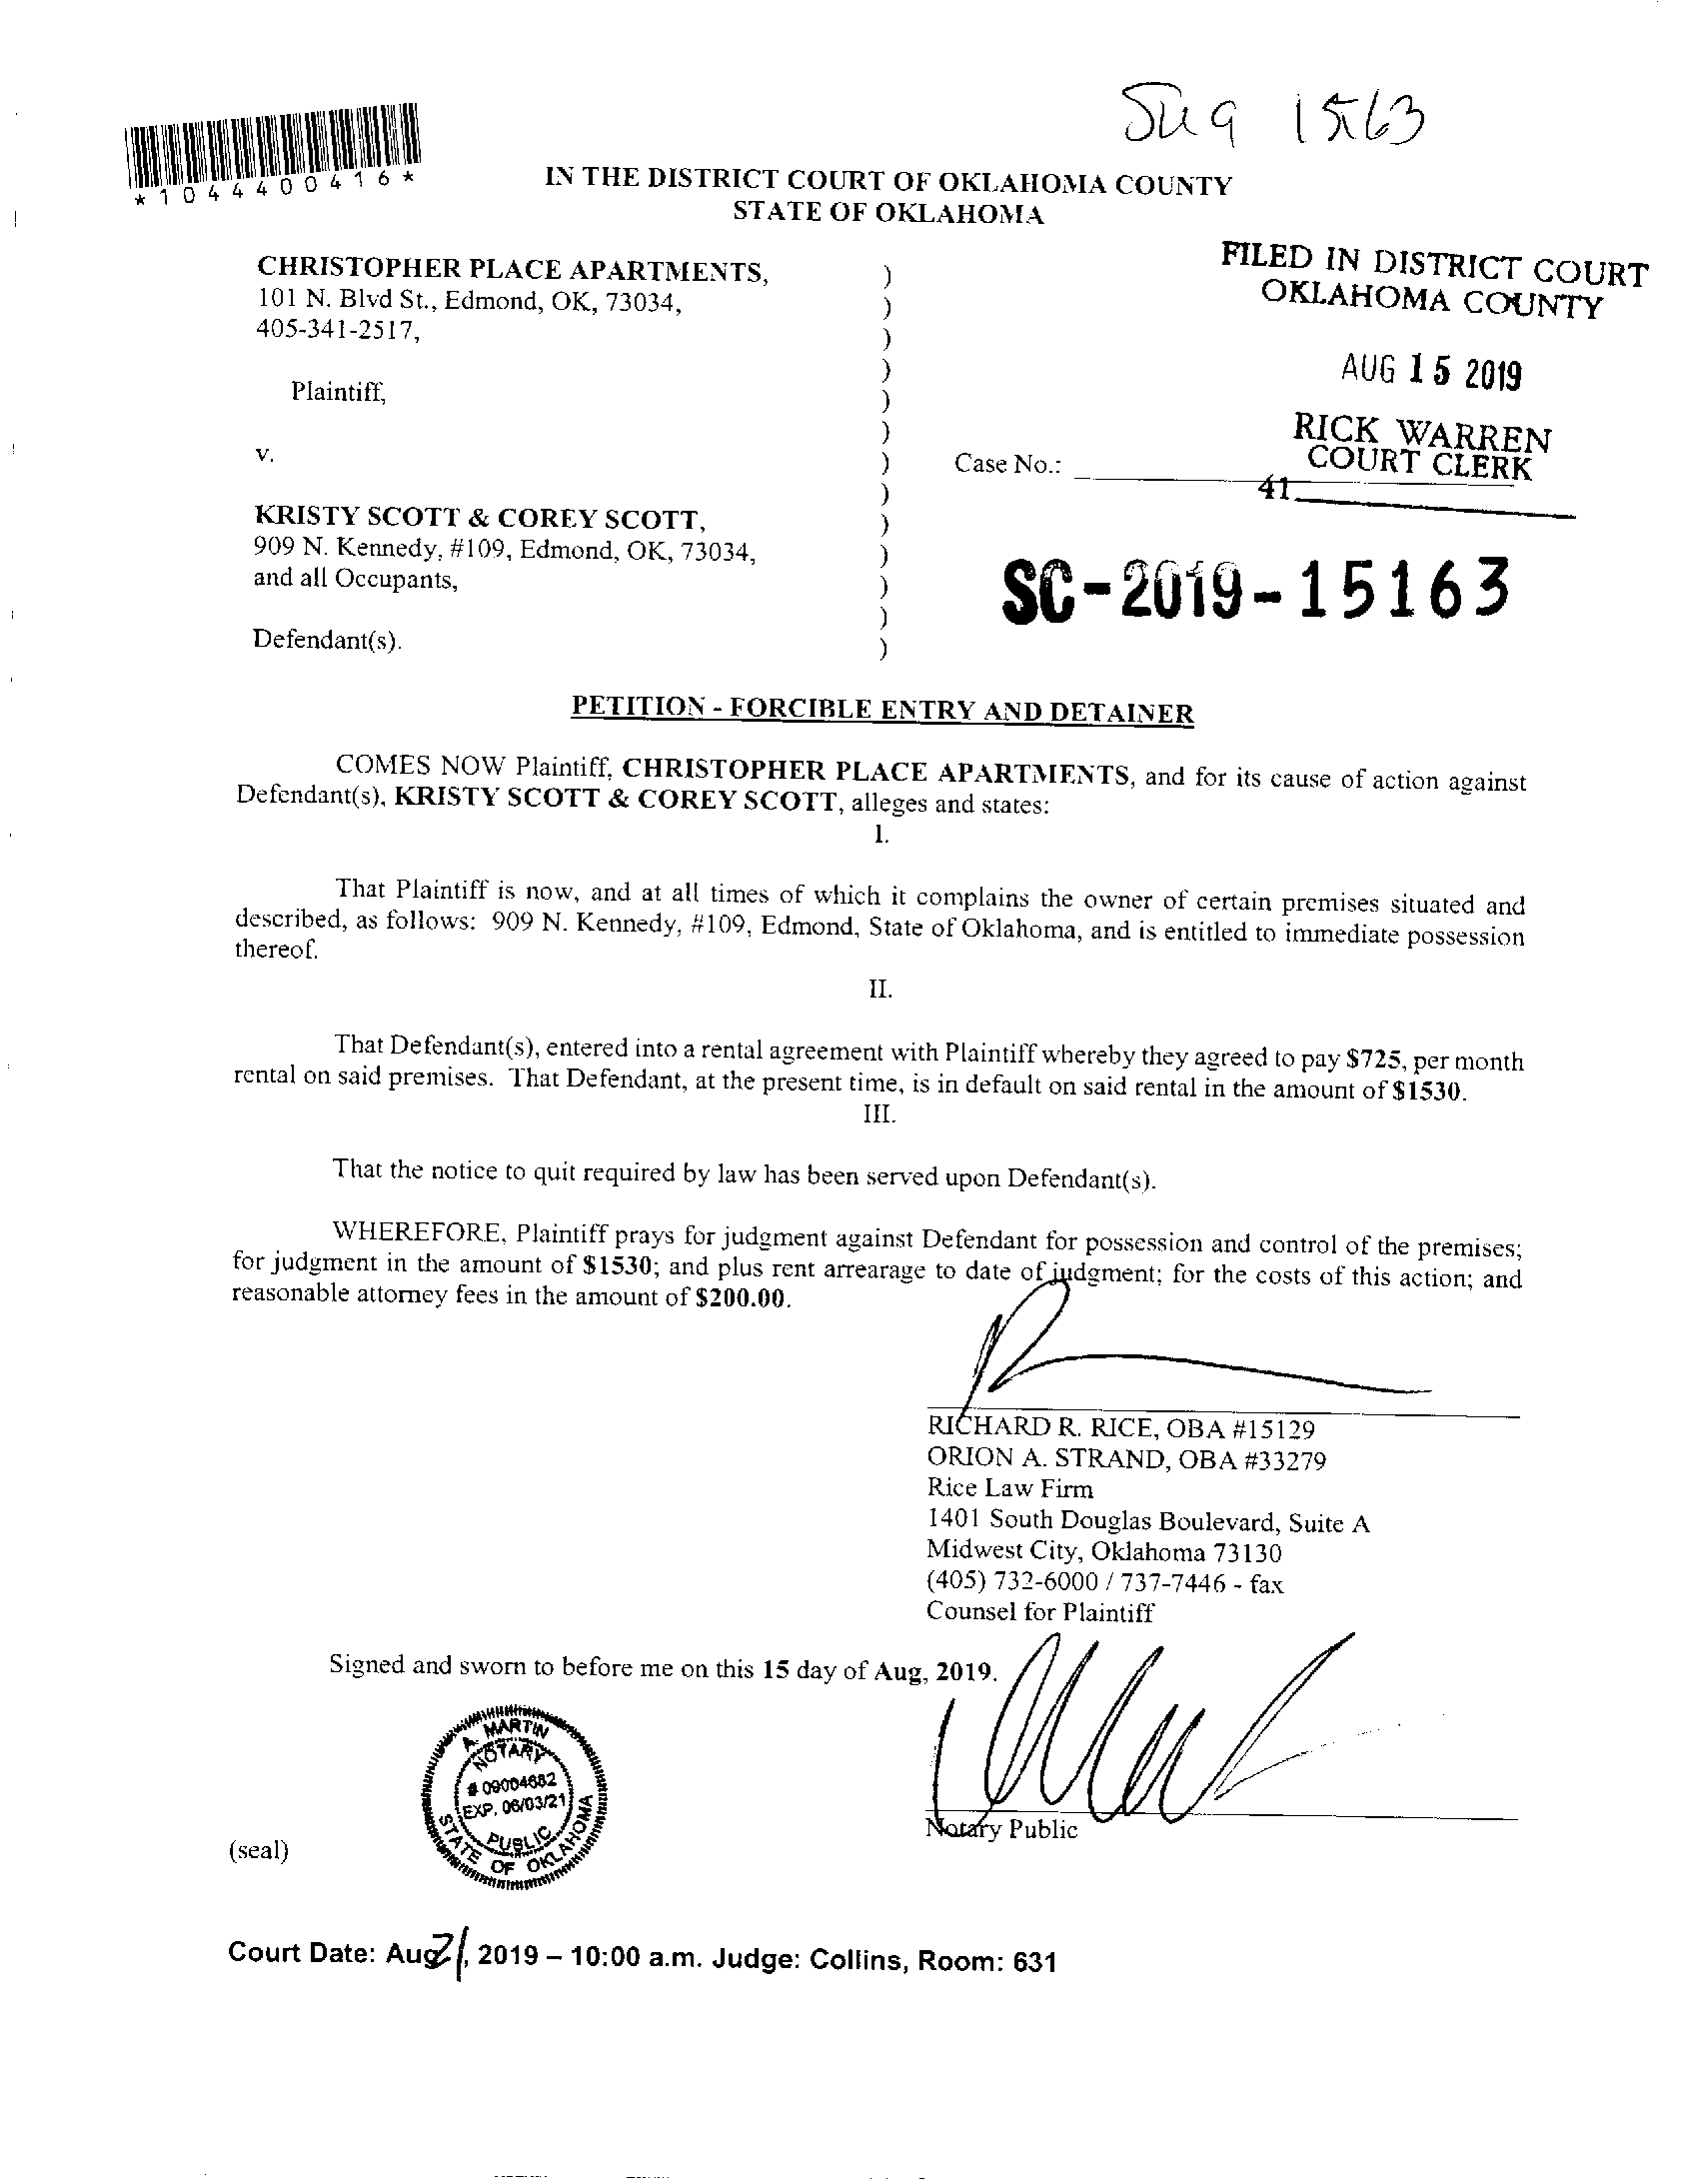 *1044400416*
IN THE DISTRICT COURT OF OKLAHOMA COUNTY
STATE OF OKLAHOMA
CHRISTOPHER PLACE APARTMENTS,
101 N. Blvd St., Edmond, OK, 73034,
405-341-2517,
Plaintiff,
v.
KRISTY SCOTT & COREY SCOTT,
909 N. Kennedy, #109, Edmond, OK, 73034,
and all Occupants,
Defendant(s).
)
)
)
)
)
)
)
)
)
)
)
)
)
FILED IN DISTRICT COURT
OKLAHOMA COUNTY
AUG 15 2019
RICK WARREN
COURT CLERK
Case No.:
41
SC-2019-15163
PETITION - FORCIBLE ENTRY AND DETAINER
COMES NOW Plaintiff, CHRISTOPHER PLACE APARTMENTS, and for its cause of action against
Defendant(s), KRISTY SCOTT & COREY SCOTT, alleges and states:
I.
That Plaintiff is now, and at all times of which it complains the owner of certain premises situated and
described, as follows: 909 N. Kennedy, #109, Edmond, State of Oklahoma, and is entitled to immediate possession
thereof.
II.
That Defendant(s), entered into a rental agreement with Plaintiff whereby they agreed to pay $725, per month
rental on said premises. That Defendant, at the present time, is in default on said rental in the amount of $1530.
III.
That the notice to quit required by law has been served upon Defendant(s).
WHEREFORE, Plaintiff prays for judgment against Defendant for possession and control of the premises;
for judgment in the amount of $1530; and plus rent arrearage to date of judgment; for the costs of this action; and
reasonable attorney fees in the amount of $200.00.
RICHARD R. RICE, OBA #15129
ORION A. STRAND, OBA #33279
Rice Law Firm
1401 South Douglas Boulevard, Suite A
Midwest City, Oklahoma 73130
(405) 732-6000 / 737-7446 - fax
Counsel for Plaintiff
Signed and sworn to before me on this 15 day of Aug, 2019.
A. MARTIN
NOTARY
# 09004682
EXP. 06/03/21
PUBLIC
STATE OF OKLAHOMA
Notary Public
(seal)
Court Date: Aug 21, 2019 – 10:00 a.m. Judge: Collins, Room: 631